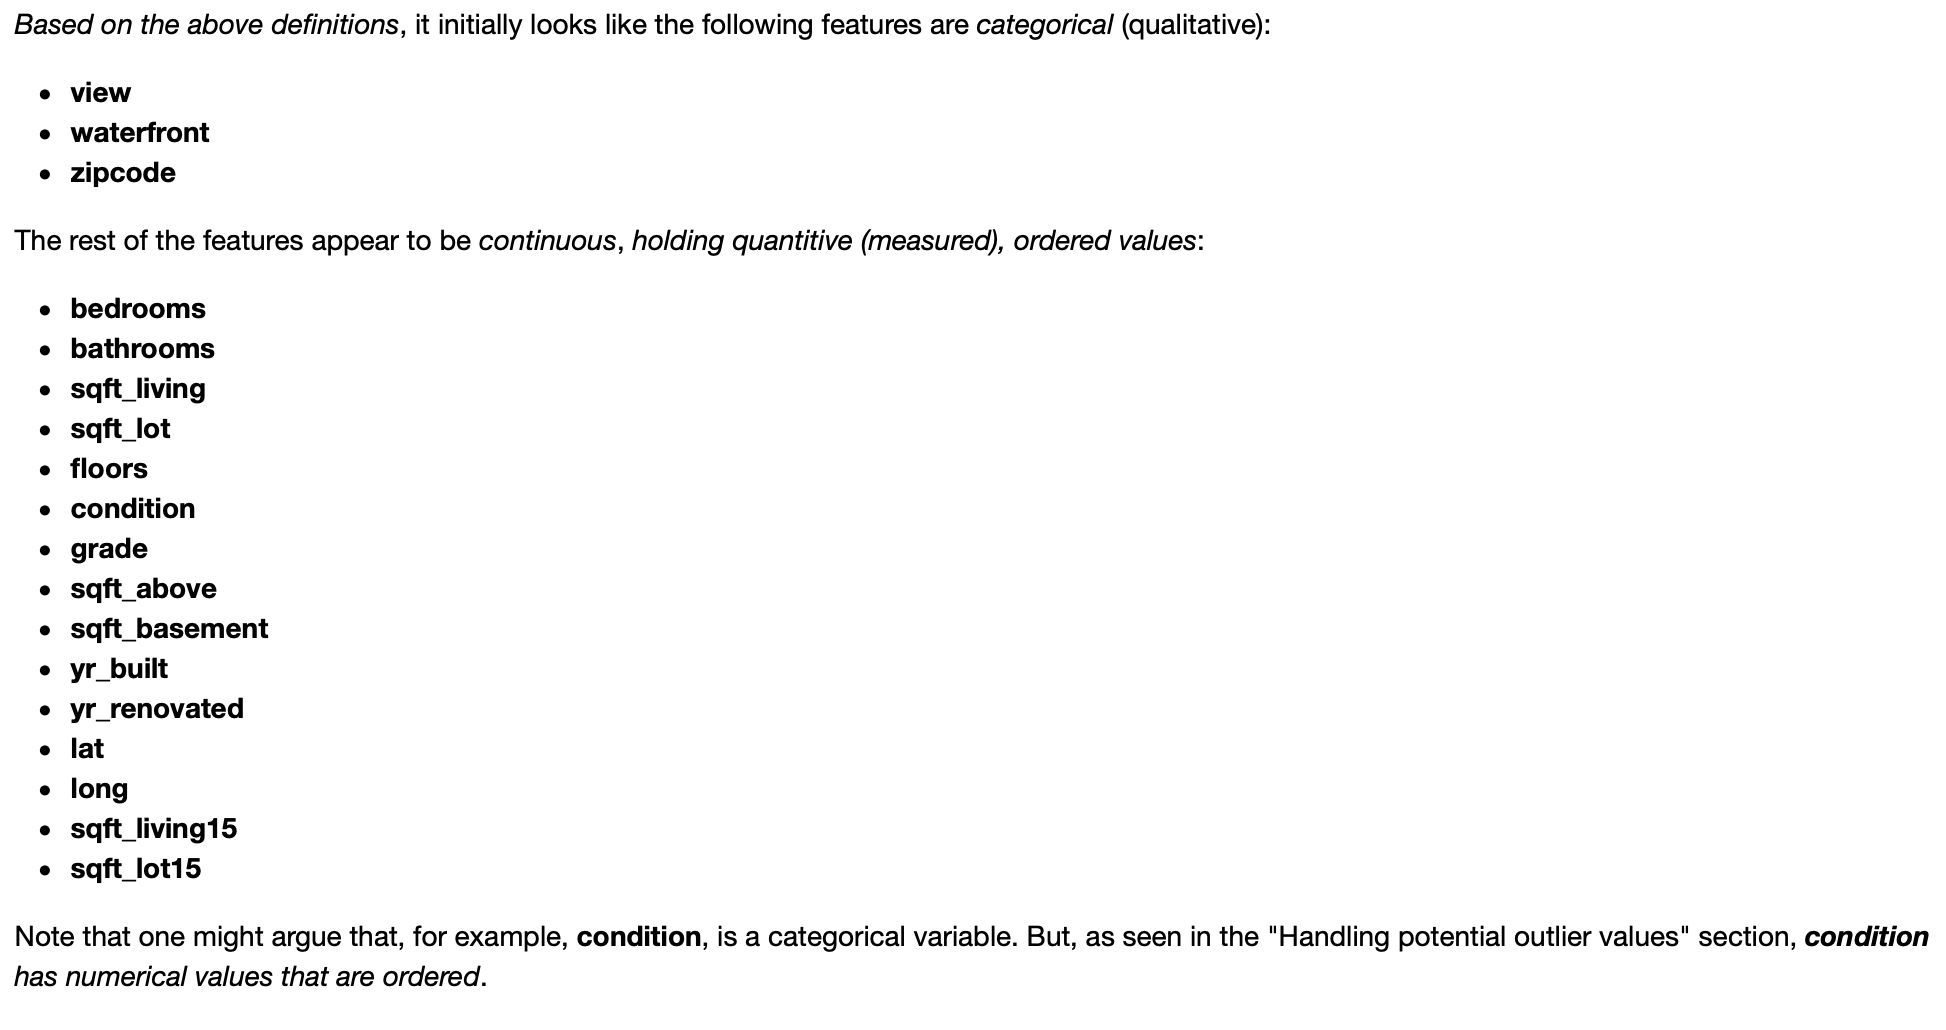 Based on the above definitions, it initially looks like the following features are categorical (qualitative):
• view
• waterfront
• zipcode
The rest of the features appear to be continuous, holding quantitive (measured), ordered values:
• bedrooms
• bathrooms
• sqft_living
• sqft_lot
• floors
• condition
• grade
• sqft_above
• sqft_basement
• yr_built
• yr_renovated
• lat
• long
• sqft_living15
• sqft_lot15
Note that one might argue that, for example, condition, is a categorical variable. But, as seen in the "Handling potential outlier values" section, condition
has numerical values that are ordered.